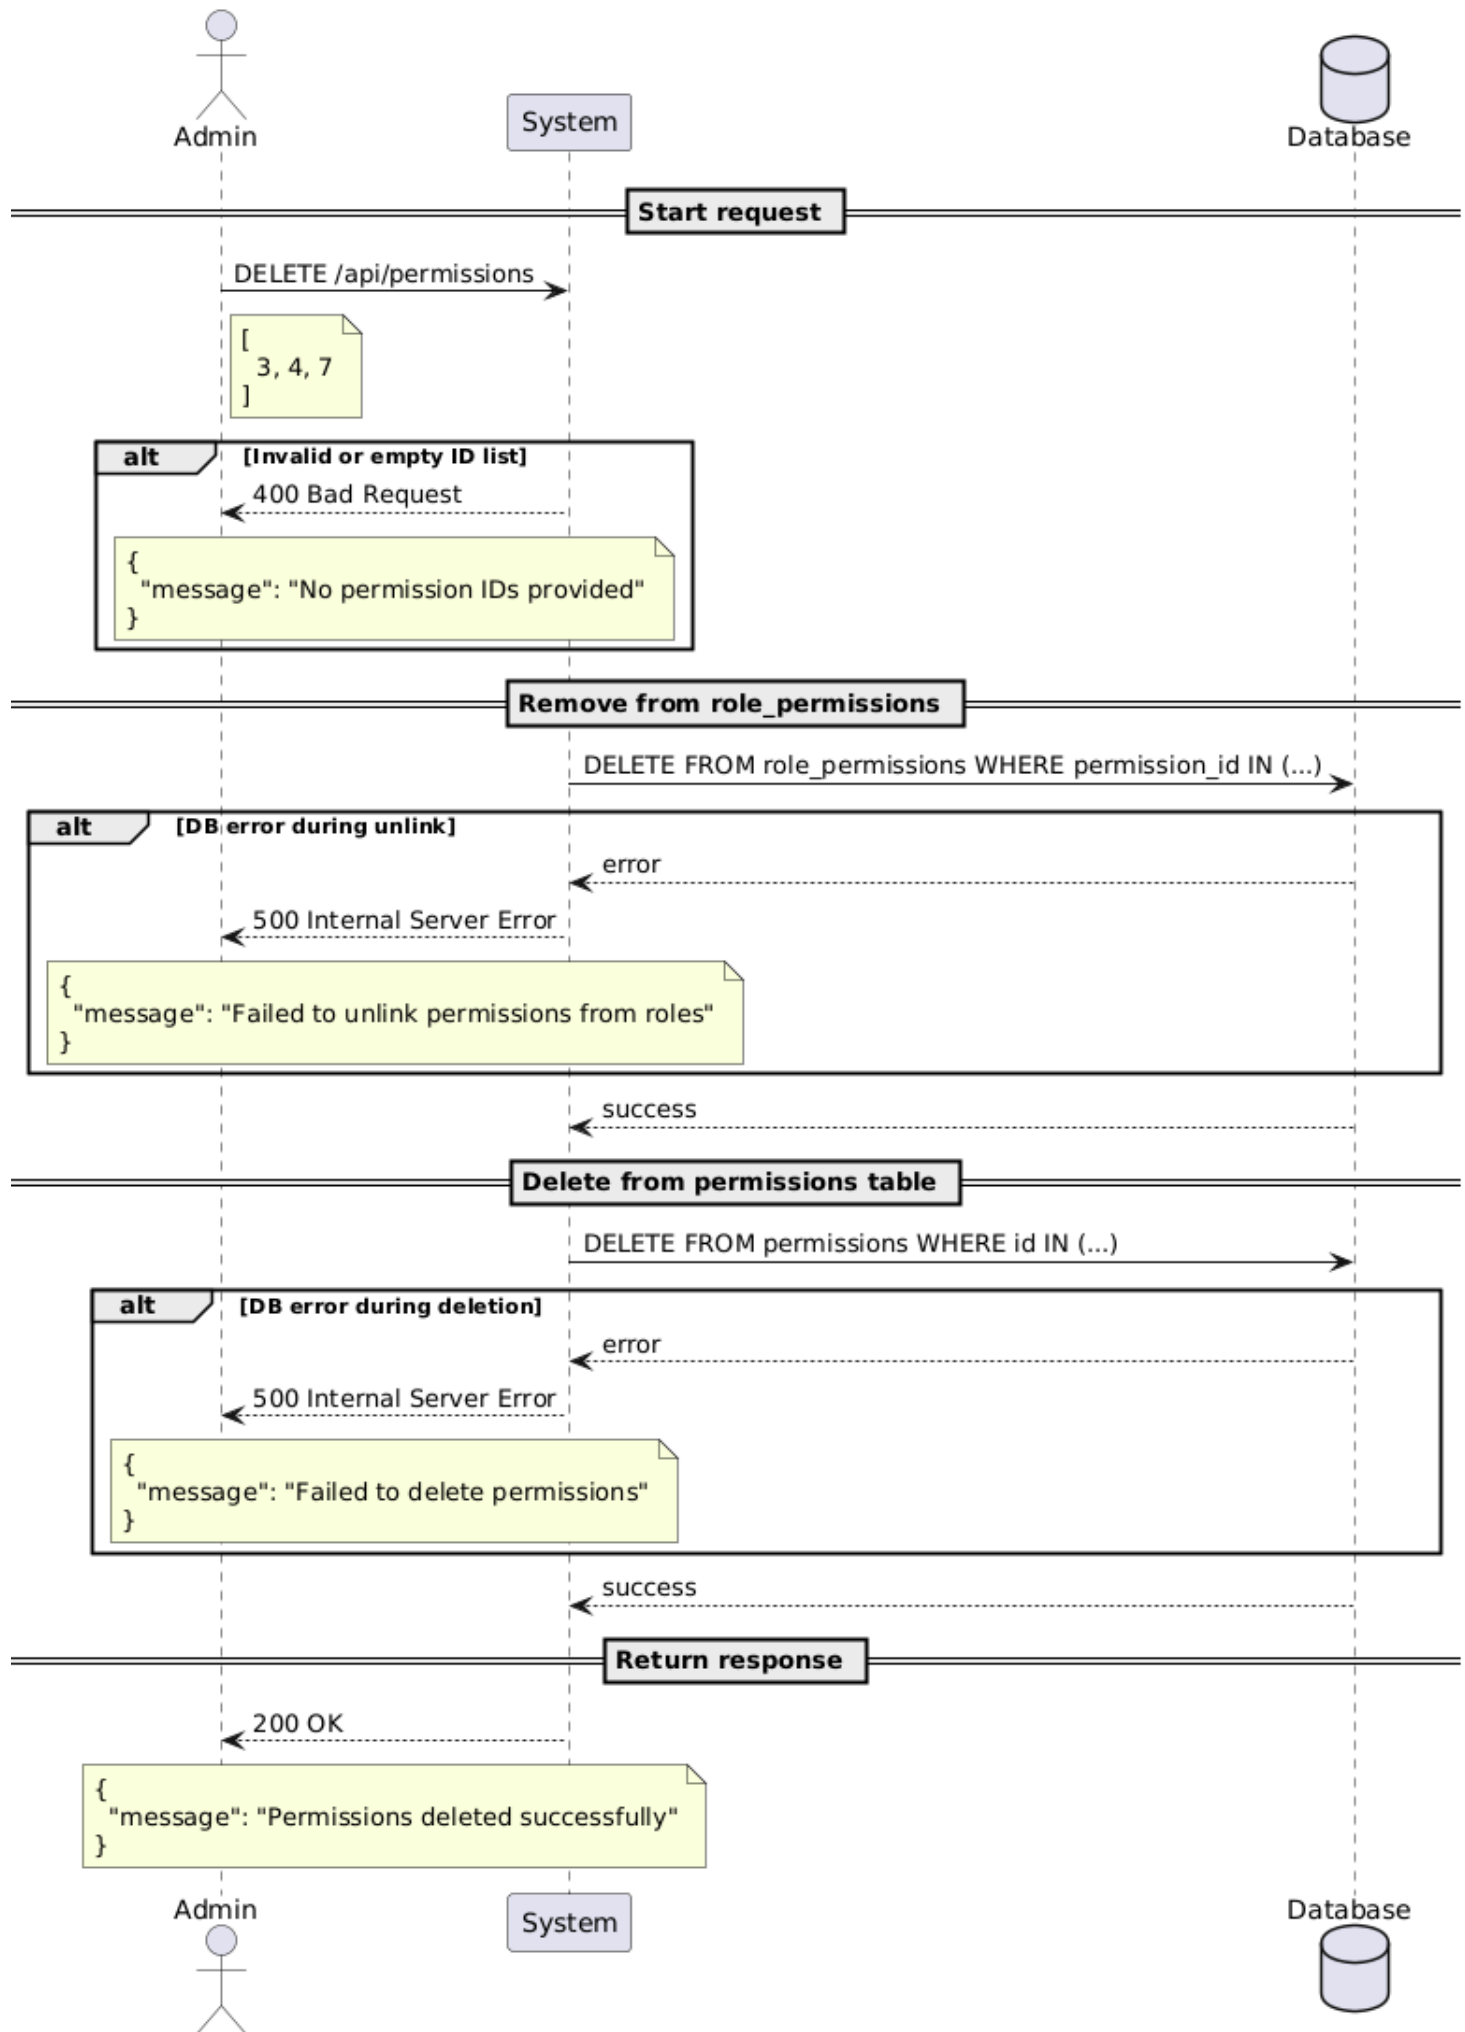 Admin
System
Database
Start request
DELETE /api/permissions
[
3, 4, 7
]
alt [Invalid or empty ID list]
400 Bad Request
{
"message": "No permission IDs provided"
}
Remove from role_permissions
DELETE FROM role_permissions WHERE permission_id IN (...)
alt [DB error during unlink]
error
500 Internal Server Error
{
"message": "Failed to unlink permissions from roles"
}
success
Delete from permissions table
DELETE FROM permissions WHERE id IN (...)
alt [DB error during deletion]
error
500 Internal Server Error
{
"message": "Failed to delete permissions"
}
success
Return response
200 OK
{
"message": "Permissions deleted successfully"
}
Admin
System
Database